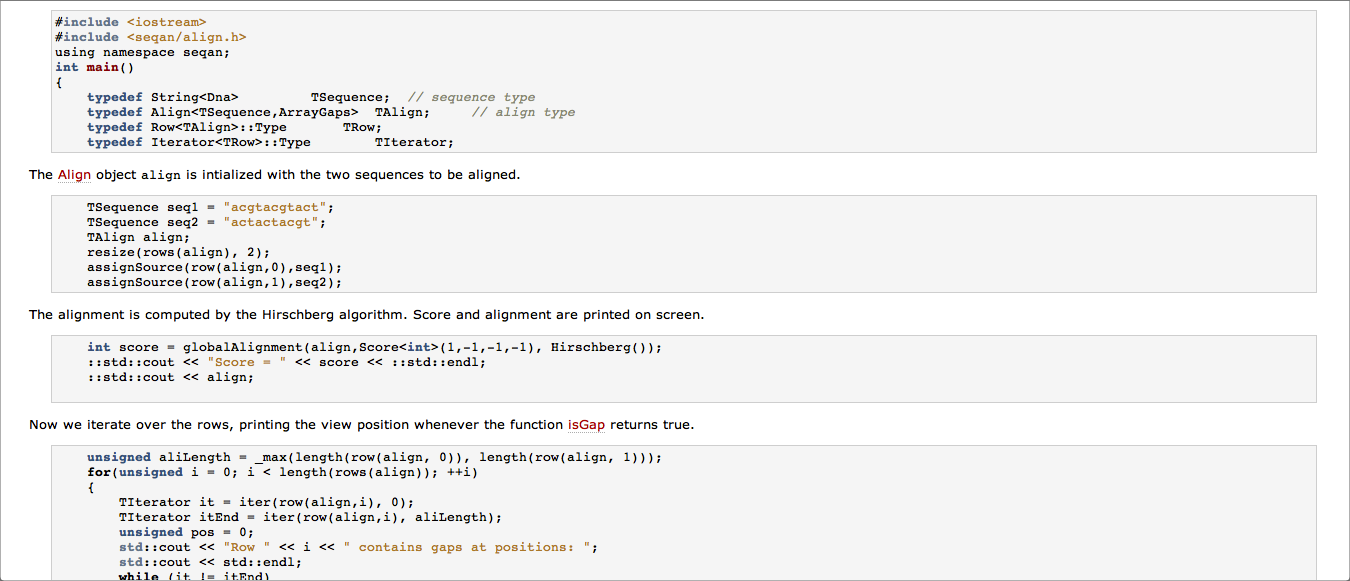 #include <iostream>
#include <seqan/align.h>
using namespace seqan;
int main()
{
    typedef String<Dna>         TSequence;  // sequence type
    typedef Align<TSequence,ArrayGaps>  TAlign;     // align type
    typedef Row<TAlign>::Type       TRow;
    typedef Iterator<TRow>::Type        TIterator;
The Align object align is intialized with the two sequences to be aligned.
    TSequence seq1 = "acgtacgtact";
    TSequence seq2 = "actactacgt";
    TAlign align;
    resize(rows(align), 2);
    assignSource(row(align,0),seq1);
    assignSource(row(align,1),seq2);
The alignment is computed by the Hirschberg algorithm. Score and alignment are printed on screen.
    int score = globalAlignment(align,Score<int>(1,-1,-1,-1), Hirschberg());
    ::std::cout << "Score = " << score << ::std::endl;
    ::std::cout << align;
Now we iterate over the rows, printing the view position whenever the function isGap returns true.
    unsigned aliLength = _max(length(row(align, 0)), length(row(align, 1)));
    for(unsigned i = 0; i < length(rows(align)); ++i)
    {
        TIterator it = iter(row(align,i), 0);
        TIterator itEnd = iter(row(align,i), aliLength);
        unsigned pos = 0;
        std::cout << "Row " << i << " contains gaps at positions: ";
        std::cout << std::endl;
        while (it != itEnd)